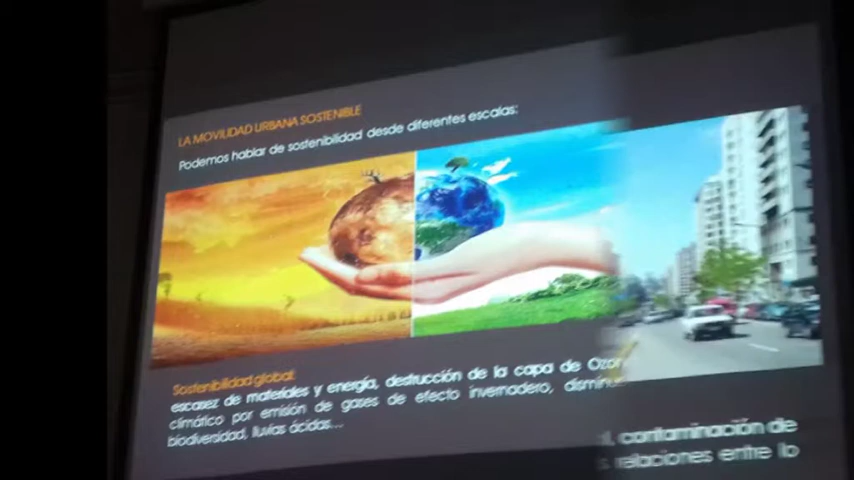 LA MOVILIDAD URBANA SOSTENIBLE
Podemos hablar de sostenibilidad desde diferentes escalas:
Sostenibilidad global:
escasez de materiales y energía, destrucción de la capa de Ozo
climático por emisión de gases de efecto invernadero, disminu
biodiversidad, lluvias ácidas...
contaminación de
relaciones entre lo